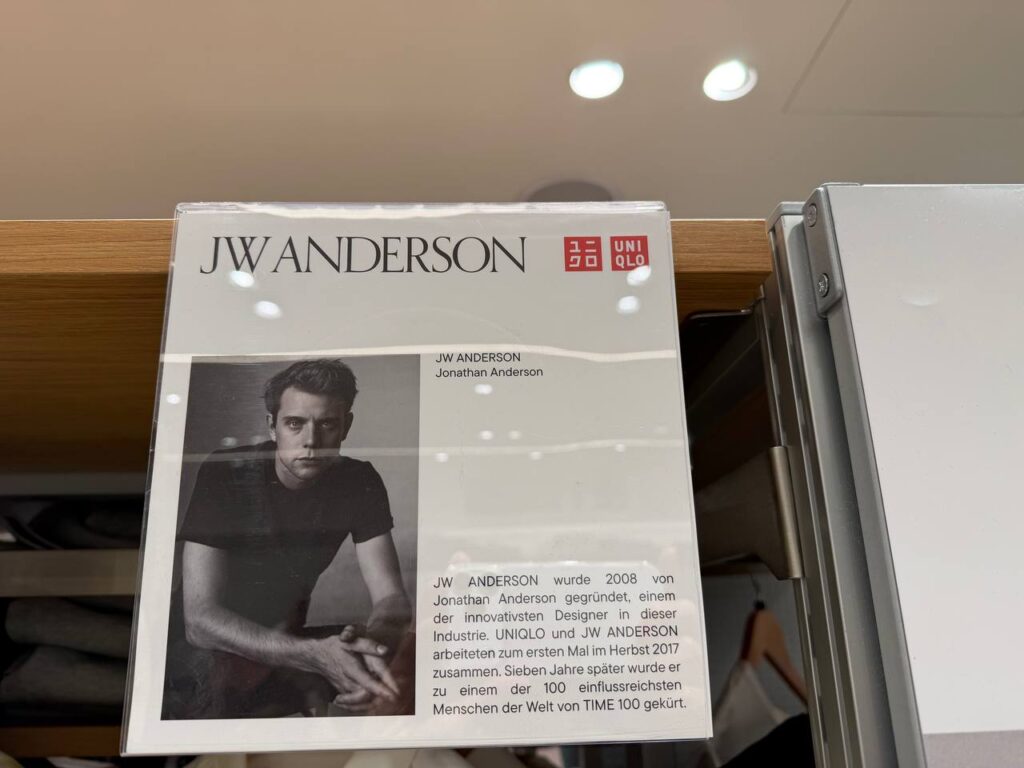 JW ANDERSON
ユニ
クロ
UNI
QLO
JW ANDERSON
Jonathan Anderson
JW ANDERSON wurde 2008 von
Jonathan Anderson gegründet, einem
der innovativsten Designer in dieser
Industrie. UNIQLO und JW ANDERSON
arbeiteten zum ersten Mal im Herbst 2017
zusammen. Sieben Jahre später wurde er
zu einem der 100 einflussreichsten
Menschen der Welt von TIME 100 gekürt.